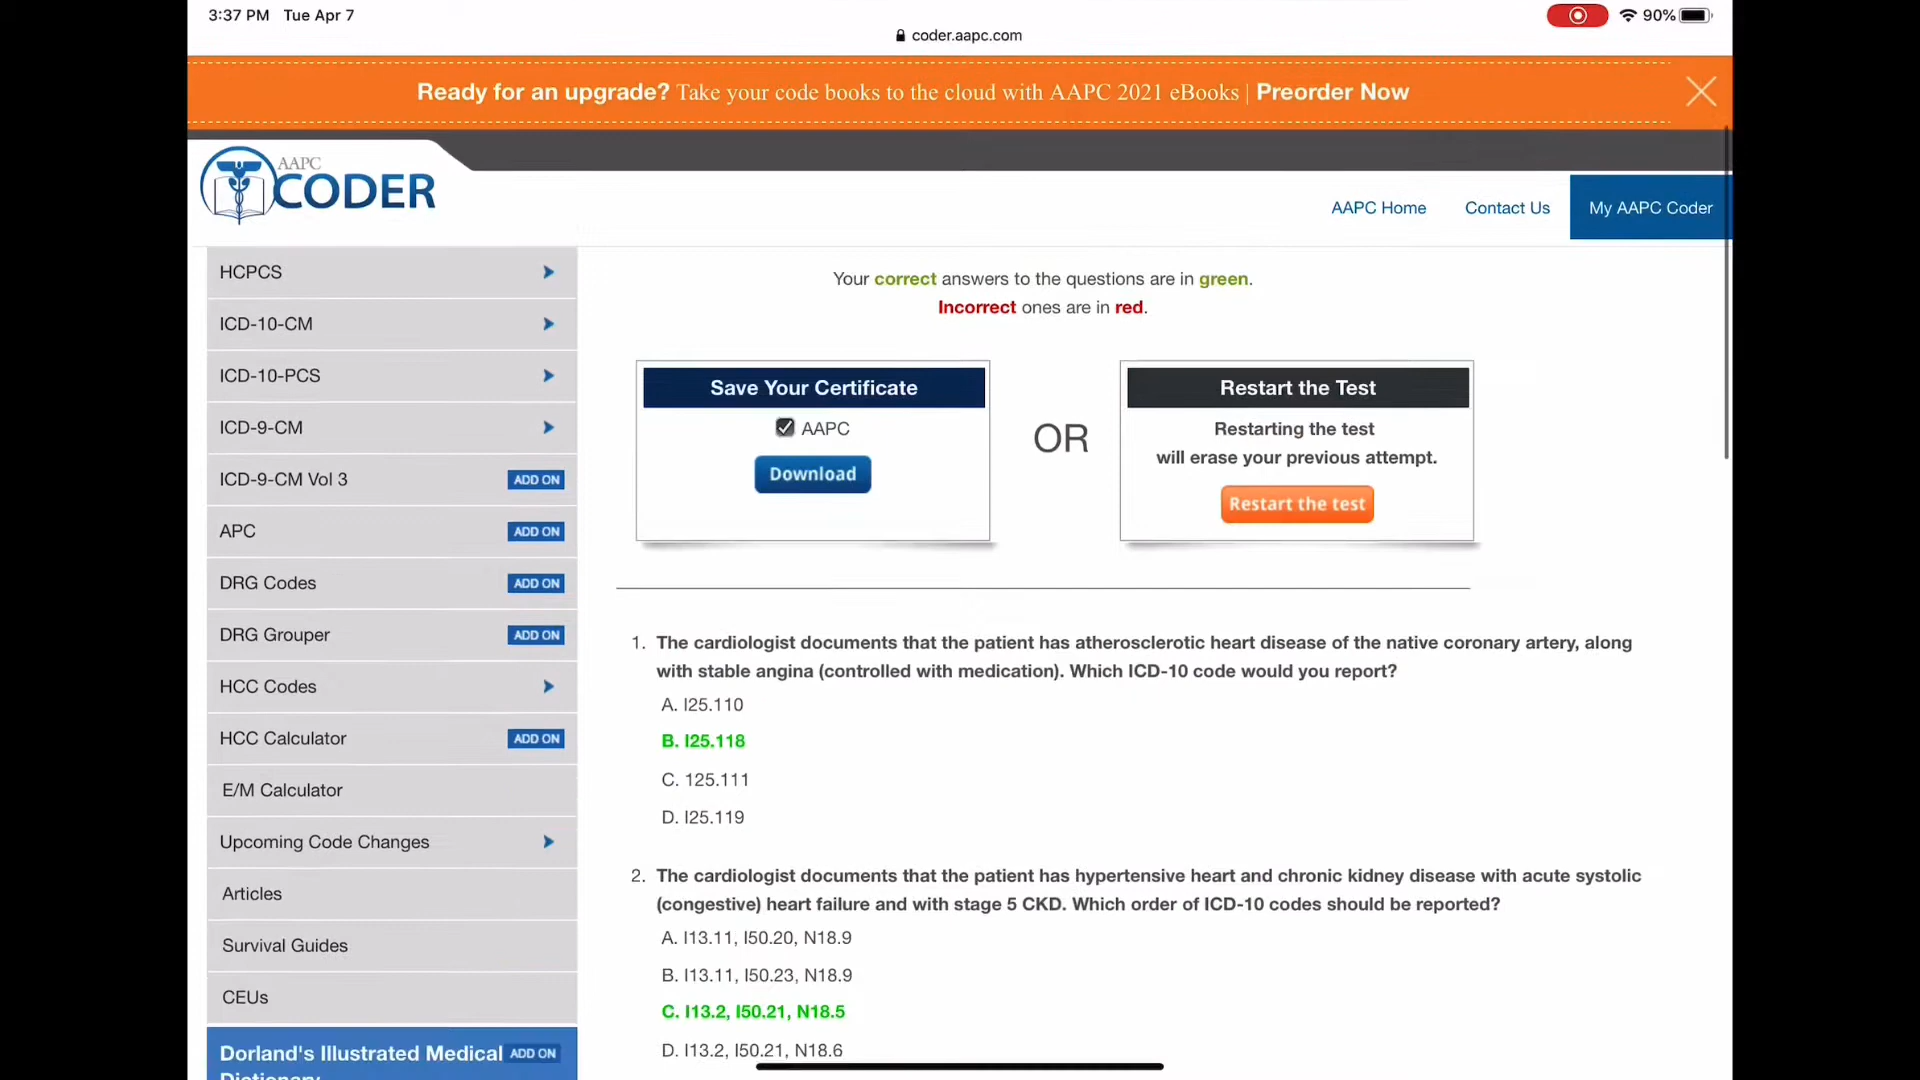 3:37 PM Tue Apr 7
90%
coder.aapc.com
Ready for an upgrade? Take your code books to the cloud with AAPC 2021 eBooks | Preorder Now
AAPC
CODER
AAPC Home
Contact Us
My AAPC Coder
HCPCS
ICD-10-CM
ICD-10-PCS
ICD-9-CM
ICD-9-CM Vol 3 ADD ON
APC ADD ON
DRG Codes ADD ON
DRG Grouper ADD ON
HCC Codes
HCC Calculator ADD ON
E/M Calculator
Upcoming Code Changes
Articles
Survival Guides
CEUs
Dorland's Illustrated Medical ADD ON
Dictionary
Your correct answers to the questions are in green.
Incorrect ones are in red.
Save Your Certificate
AAPC
Download
OR
Restart the Test
Restarting the test
will erase your previous attempt.
Restart the test
1. The cardiologist documents that the patient has atherosclerotic heart disease of the native coronary artery, along
with stable angina (controlled with medication). Which ICD-10 code would you report?
A. I25.110
B. I25.118
C. 125.111
D. I25.119
2. The cardiologist documents that the patient has hypertensive heart and chronic kidney disease with acute systolic
(congestive) heart failure and with stage 5 CKD. Which order of ICD-10 codes should be reported?
A. I13.11, I50.20, N18.9
B. I13.11, I50.23, N18.9
C. I13.2, I50.21, N18.5
D. I13.2, I50.21, N18.6